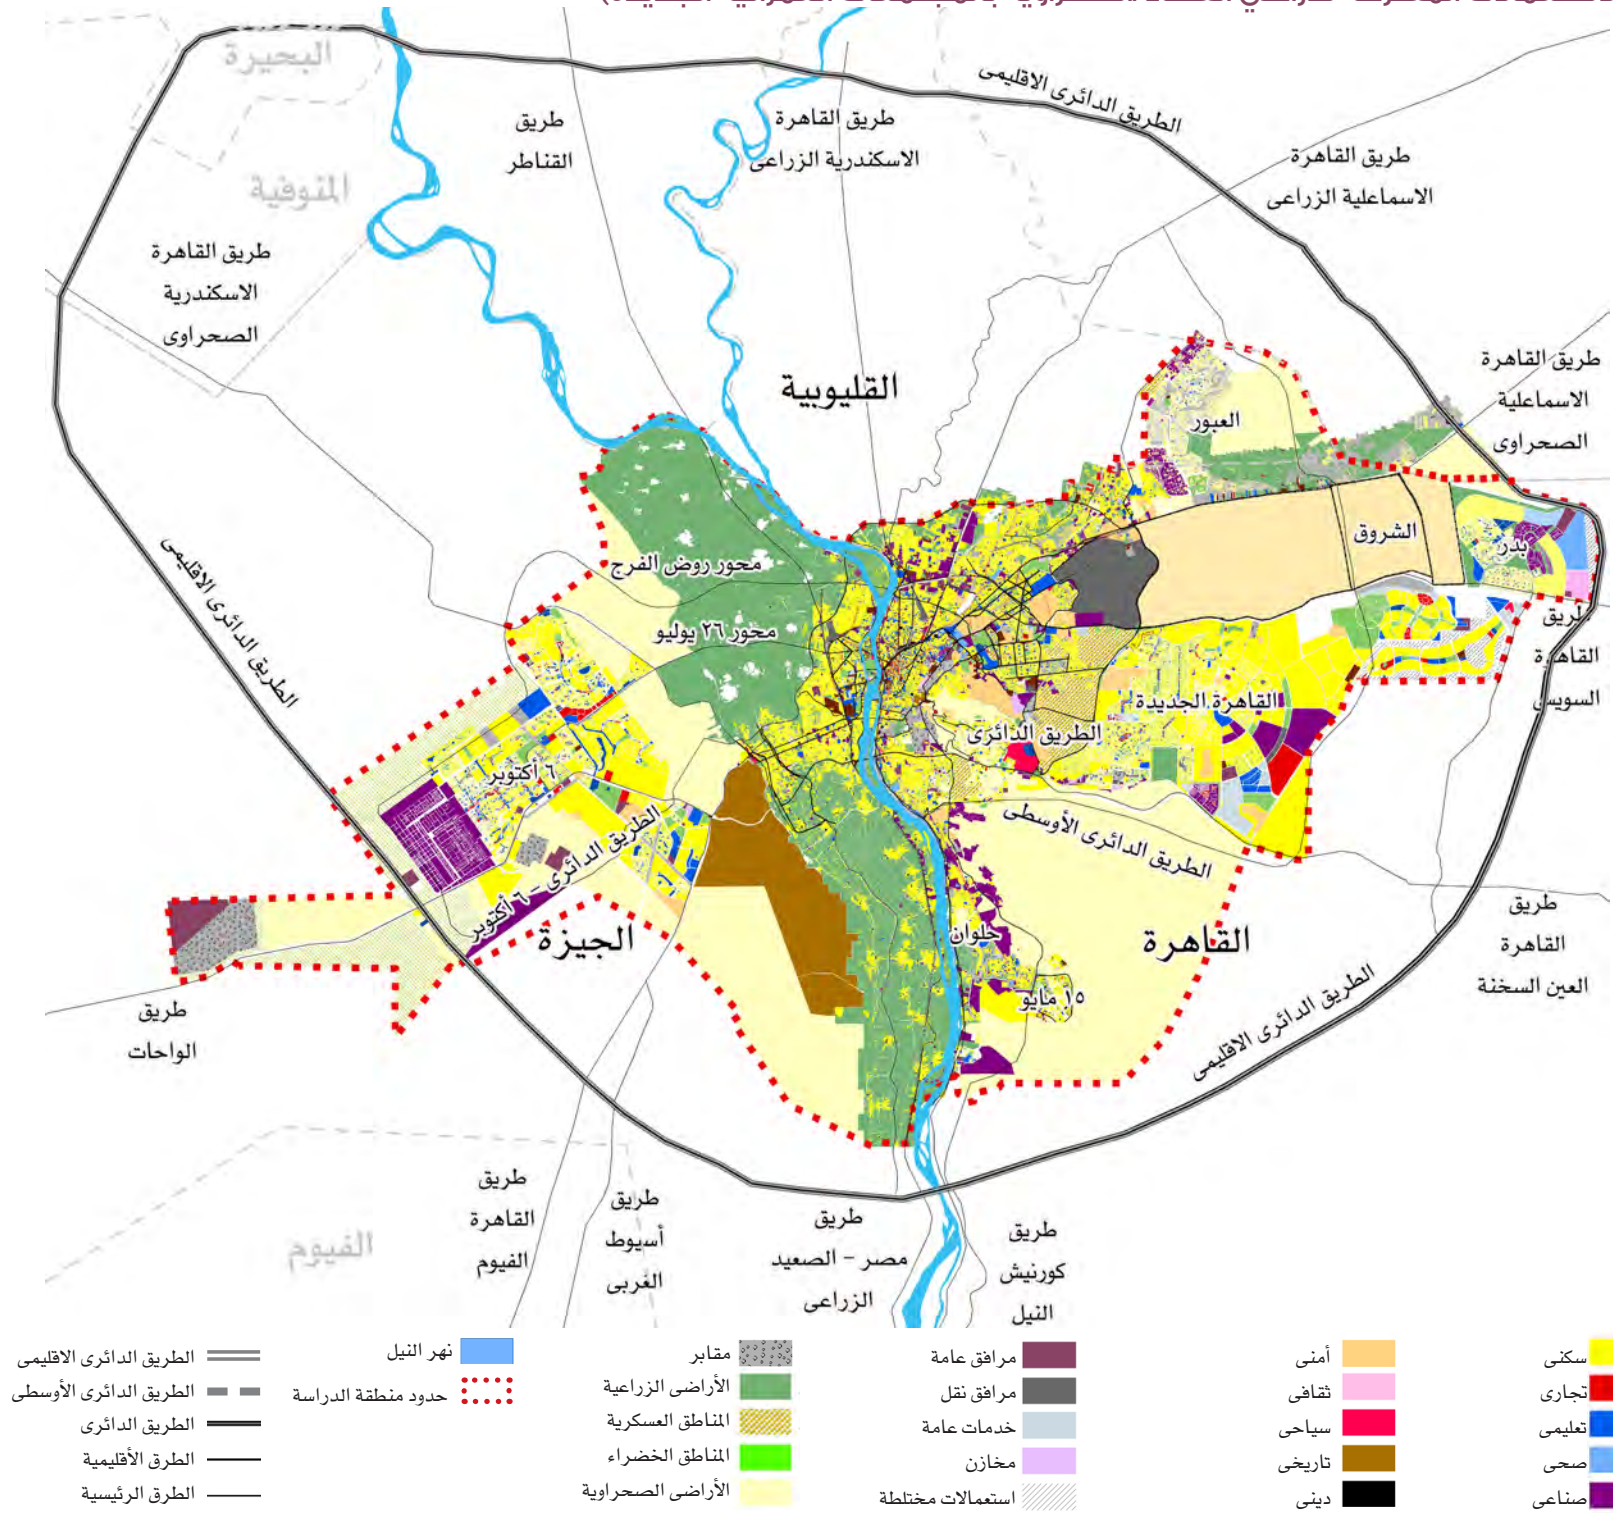 البحيرة
الطريق الدائرى الاقليمى
طريق
القناطر
طريق القاهرة
الاسكندرية الزراعى
طريق القاهرة
الاسماعلية الزراعى
المنوفية
طريق القاهرة
الاسكندرية
الصحراوى
القليوبية
طريق القاهرة
الاسماعلية
الصحراوى
العبور
الشروق
بدر
محور روض الفرج
محور ٢٦ يوليو
الطريق الدائرى الاقليمى
طريق
القاهرة
السويس
القاهرة الجديدة
الطريق الدائرى
٦ أكتوبر
الطريق الدائرى - ٦ أكتوبر
الطريق الدائرى الأوسطى
الجيزة
حلوان
القاهرة
١٥ مايو
طريق
القاهرة
العين السخنة
طريق
الواحات
الطريق الدائرى الاقليمى
الفيوم
طريق
القاهرة
الفيوم
طريق
أسيوط
الغربى
طريق
مصر - الصعيد
الزراعى
طريق
كورنيش
النيل
سكنى
تجارى
تعليمى
صحى
صناعى
أمنى
ثقافى
سياحى
تاريخى
دينى
مرافق عامة
مرافق نقل
خدمات عامة
مخازن
استعمالات مختلطة
مقابر
الأراضى الزراعية
المناطق العسكرية
المناطق الخضراء
الأراضى الصحراوية
نهر النيل
حدود منطقة الدراسة
الطريق الدائرى الاقليمى
الطريق الدائرى الأوسطى
الطريق الدائرى
الطرق الأقليمية
الطرق الرئيسية